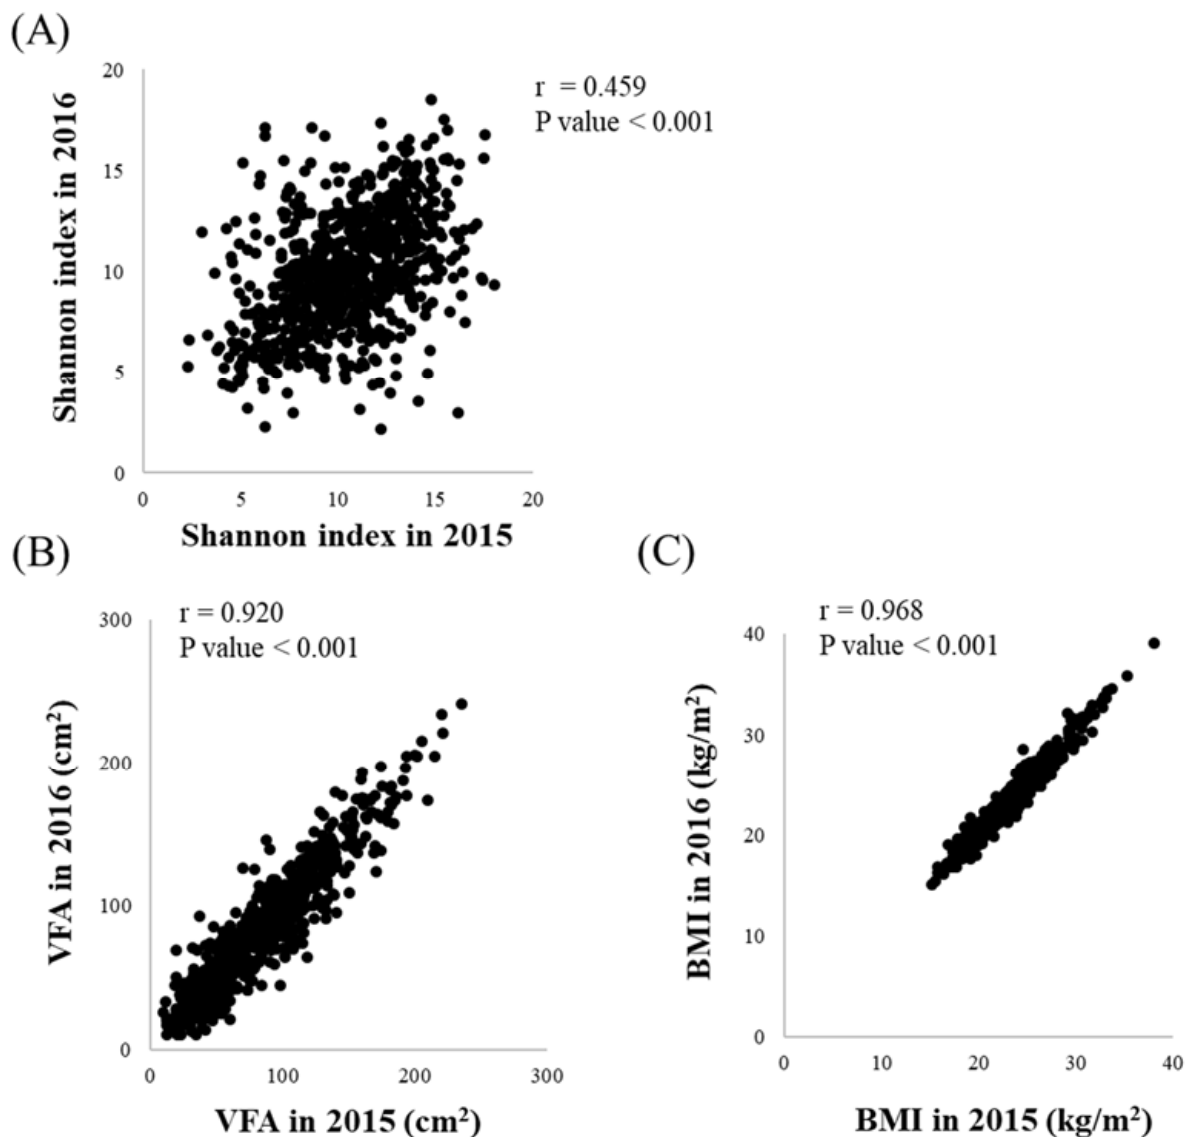 (A)
r = 0.459
P value < 0.001
Shannon index in 2016
20
15
10
5
0
0 5 10 15 20
Shannon index in 2015
(B)
r = 0.920
P value < 0.001
VFA in 2016 (cm²)
300
200
100
0
0 100 200 300
VFA in 2015 (cm²)
(C)
r = 0.968
P value < 0.001
BMI in 2016 (kg/m²)
40
30
20
10
0
0 10 20 30 40
BMI in 2015 (kg/m²)